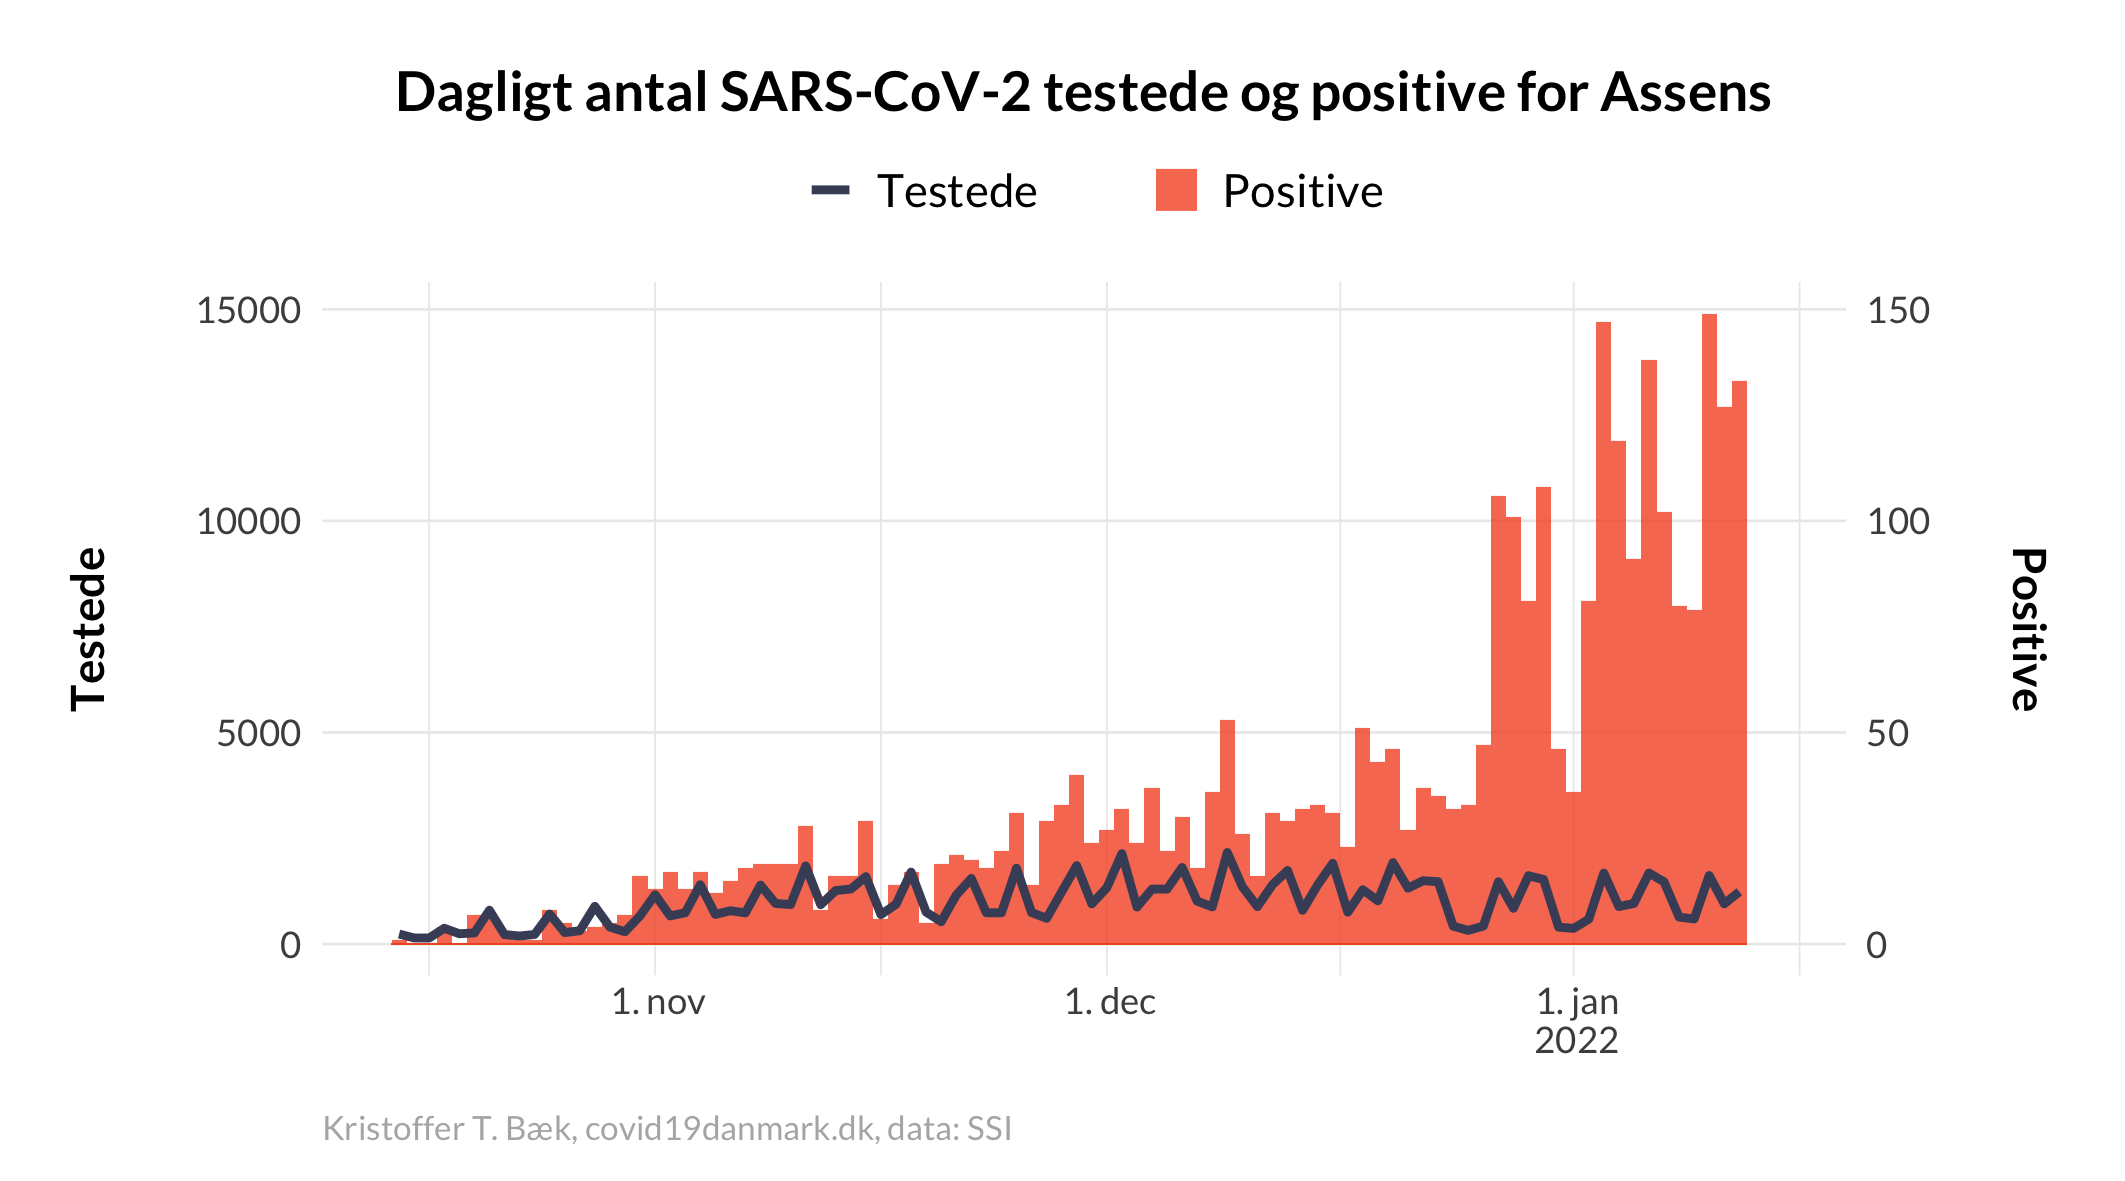 Dagligt antal SARS-CoV-2 testede og positive for Assens
Testede
Positive
15000
10000
5000
0
Testede
150
100
50
0
Positive
1. nov
1. dec
1. jan
2022
Kristoffer T. Bæk, covid19danmark.dk, data: SSI